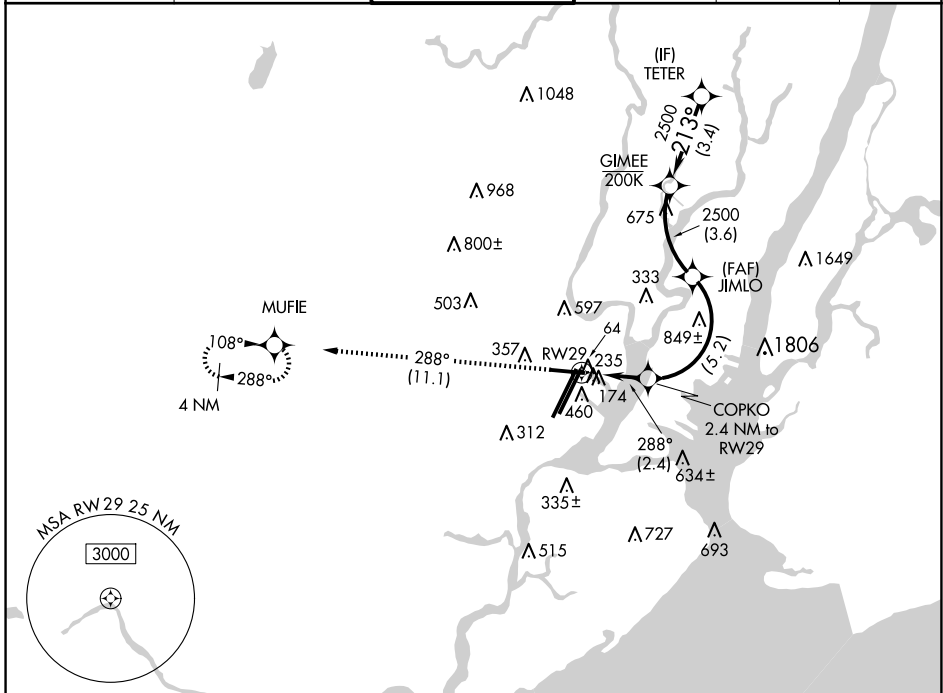 (IF)
TETER
1048
2500
213°
(3.4)
GIMEE
200K
968
675
2500
(3.6)
800±
(FAF)
JIMLO
1649
333
503
597
MUFIE
64
849±
(5.2)
1806
108°
288°
4 NM
288°
(11.1)
357
RW29
235
174
460
COPKO
2.4 NM to
RW29
312
288°
(2.4)
634±
335±
MSA RW29 25 NM
3000
515
727
693